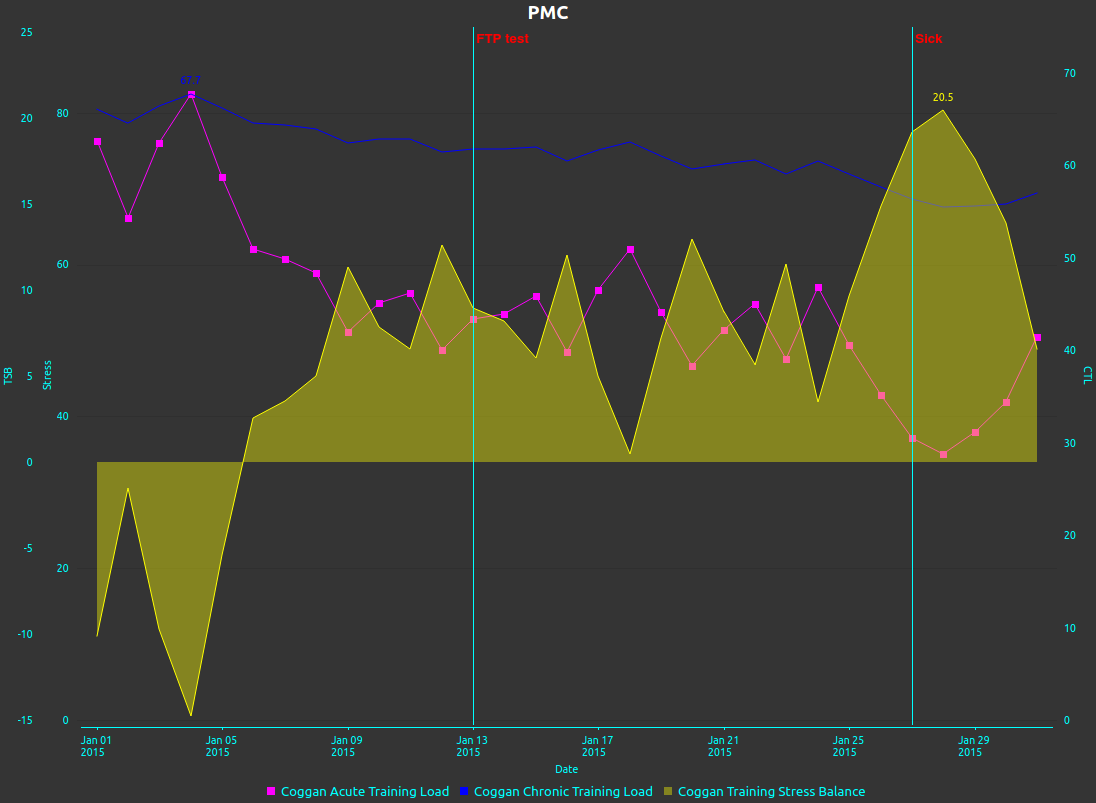 PMC
25
20
15
10
5
0
-5
-10
-15
TSB
80
60
40
20
0
Stress
FTP test
Sick
67.7
20.5
70
60
50
40
30
20
10
0
CTL
Jan 01 2015
Jan 05 2015
Jan 09 2015
Jan 13 2015
Jan 17 2015
Jan 21 2015
Jan 25 2015
Jan 29 2015
Date
Coggan Acute Training Load
Coggan Chronic Training Load
Coggan Training Stress Balance